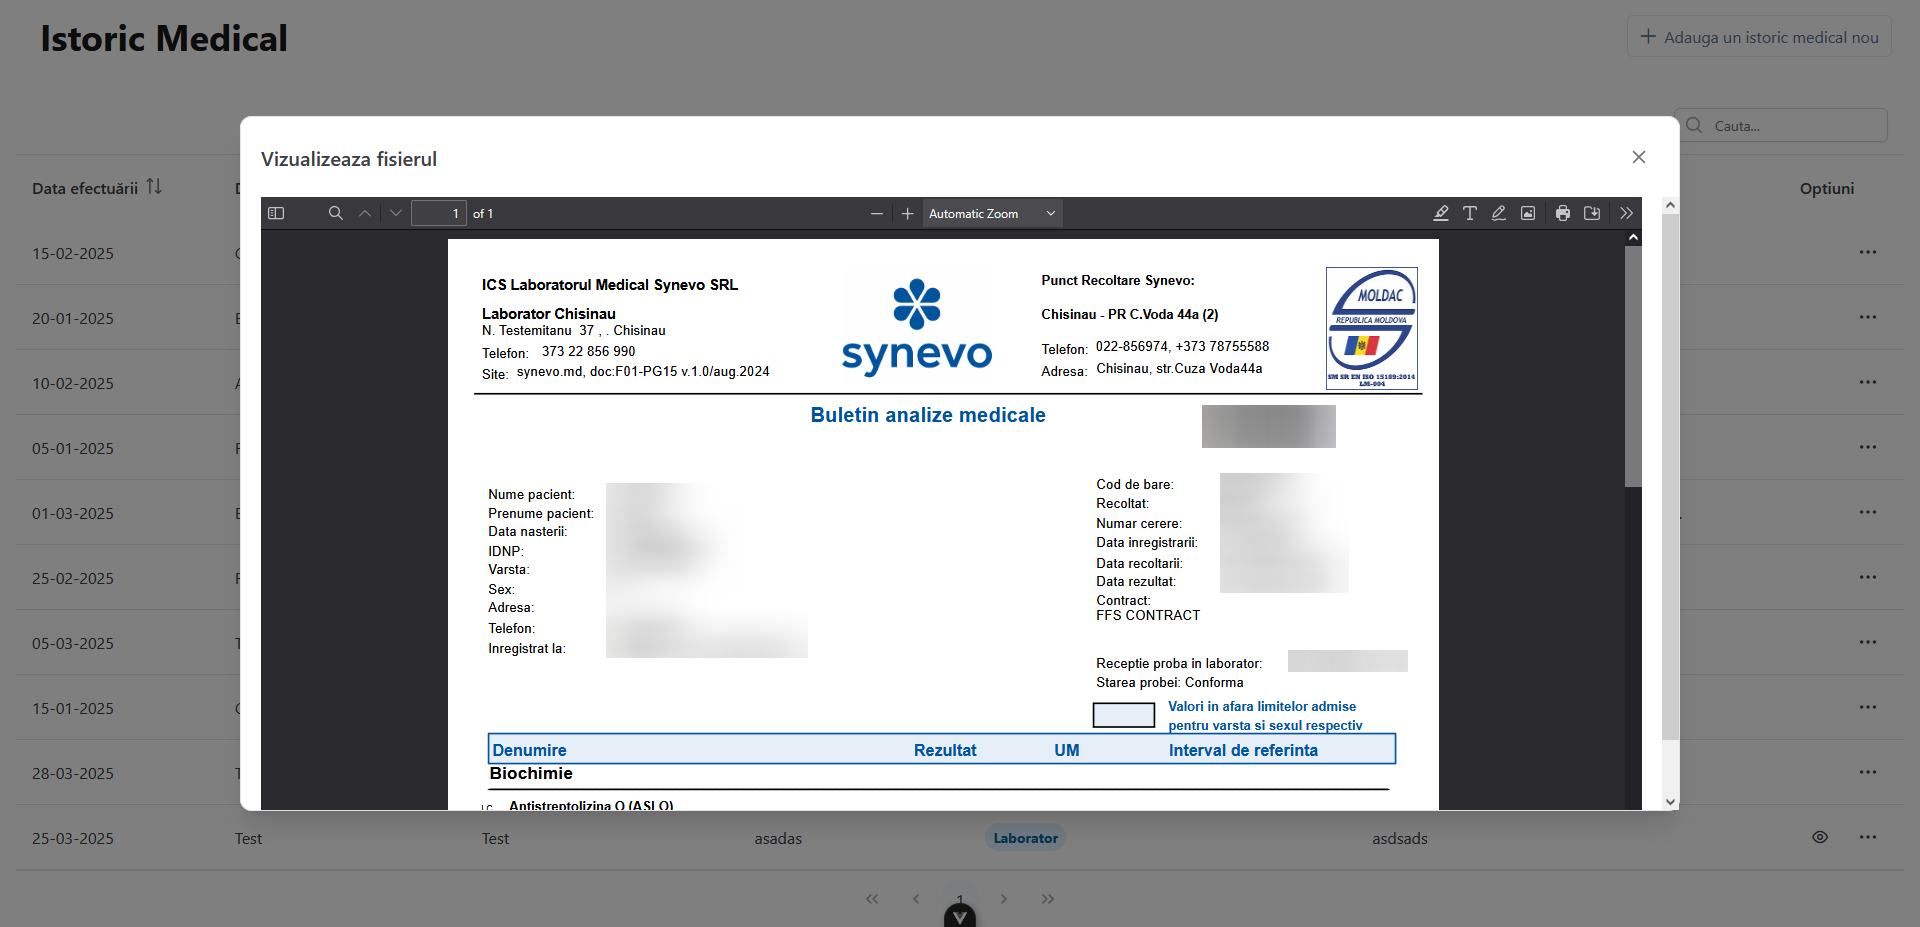 Istoric Medical
Adauga un istoric medical nou
Cauta...
Vizualizeaza fisierul
Data efectuării
Optiuni
1 of 1
Automatic Zoom
ICS Laboratorul Medical Synevo SRL
Laborator Chisinau
N. Testemitanu 37 , . Chisinau
Telefon: 373 22 856 990
Site: synevo.md, doc:F01-PG15 v.1.0/aug.2024
synevo
Punct Recoltare Synevo:
Chisinau - PR C.Voda 44a (2)
Telefon: 022-856974, +373 78755588
Adresa: Chisinau, str.Cuza Voda44a
MOLDAC
REPUBLICA MOLDOVA
SM SR EN ISO 15189:2014
LM-004
Buletin analize medicale
Nume pacient:
Prenume pacient:
Data nasterii:
IDNP:
Varsta:
Sex:
Adresa:
Telefon:
Inregistrat la:
Cod de bare:
Recoltat:
Numar cerere:
Data inregistrarii:
Data recoltarii:
Data rezultat:
Contract:
FFS CONTRACT
Receptie proba in laborator:
Starea probei: Conforma
Valori in afara limitelor admise
pentru varsta si sexul respectiv
Denumire Rezultat UM Interval de referinta
Biochimie
Antistreptolizina O (ASLO)
15-02-2025
20-01-2025
10-02-2025
05-01-2025
01-03-2025
25-02-2025
05-03-2025
15-01-2025
28-03-2025
25-03-2025 Test Test asadas Laborator asdsads
1